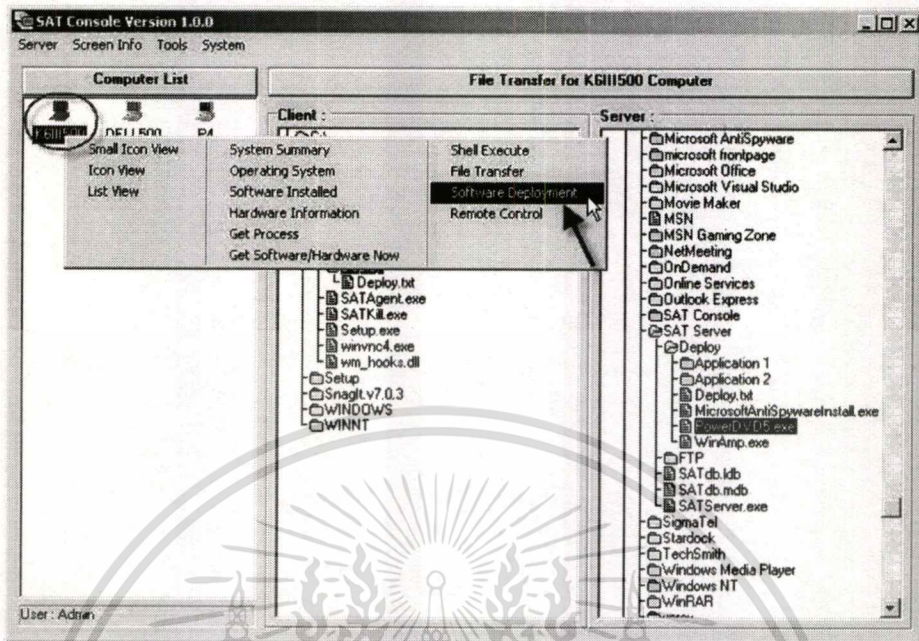 SAT Console Version 1.0.0
Server Screen Info Tools System
Computer List
File Transfer for K6III500 Computer
DELL500 P4
Small Icon View
Icon View
List View
System Summary
Operating System
Software Installed
Hardware Information
Get Process
Get Software/Hardware Now
Shell Execute
File Transfer
Software Deployment
Remote Control
Client :
Deploy.txt
SATAgent.exe
SATKill.exe
Setup.exe
winvnc4.exe
wm_hooks.dll
Setup
SnagIt.v7.0.3
WINDOWS
WINNT
Server :
Microsoft AntiSpyware
microsoft frontpage
Microsoft Office
Microsoft Visual Studio
Movie Maker
MSN
MSN Gaming Zone
NetMeeting
OnDemand
Online Services
Outlook Express
SAT Console
SAT Server
Deploy
Application 1
Application 2
Deploy.txt
MicrosoftAntiSpywareInstall.exe
PowerDVD5.exe
WinAmp.exe
FTP
SATdb.ldb
SATdb.mdb
SATServer.exe
SigmaTel
Stardock
TechSmith
Windows Media Player
Windows NT
WinRAR
User : Admin